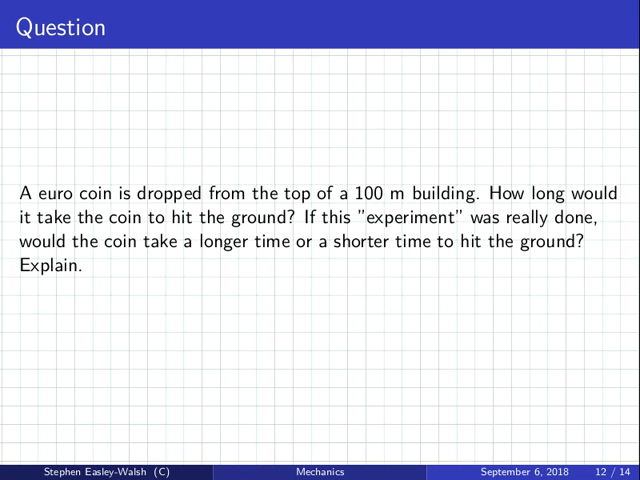 Question
A euro coin is dropped from the top of a 100 m building. How long would
it take the coin to hit the ground? If this ”experiment” was really done,
would the coin take a longer time or a shorter time to hit the ground?
Explain.
Stephen Easley-Walsh (C) Mechanics September 6, 2018 12 / 14